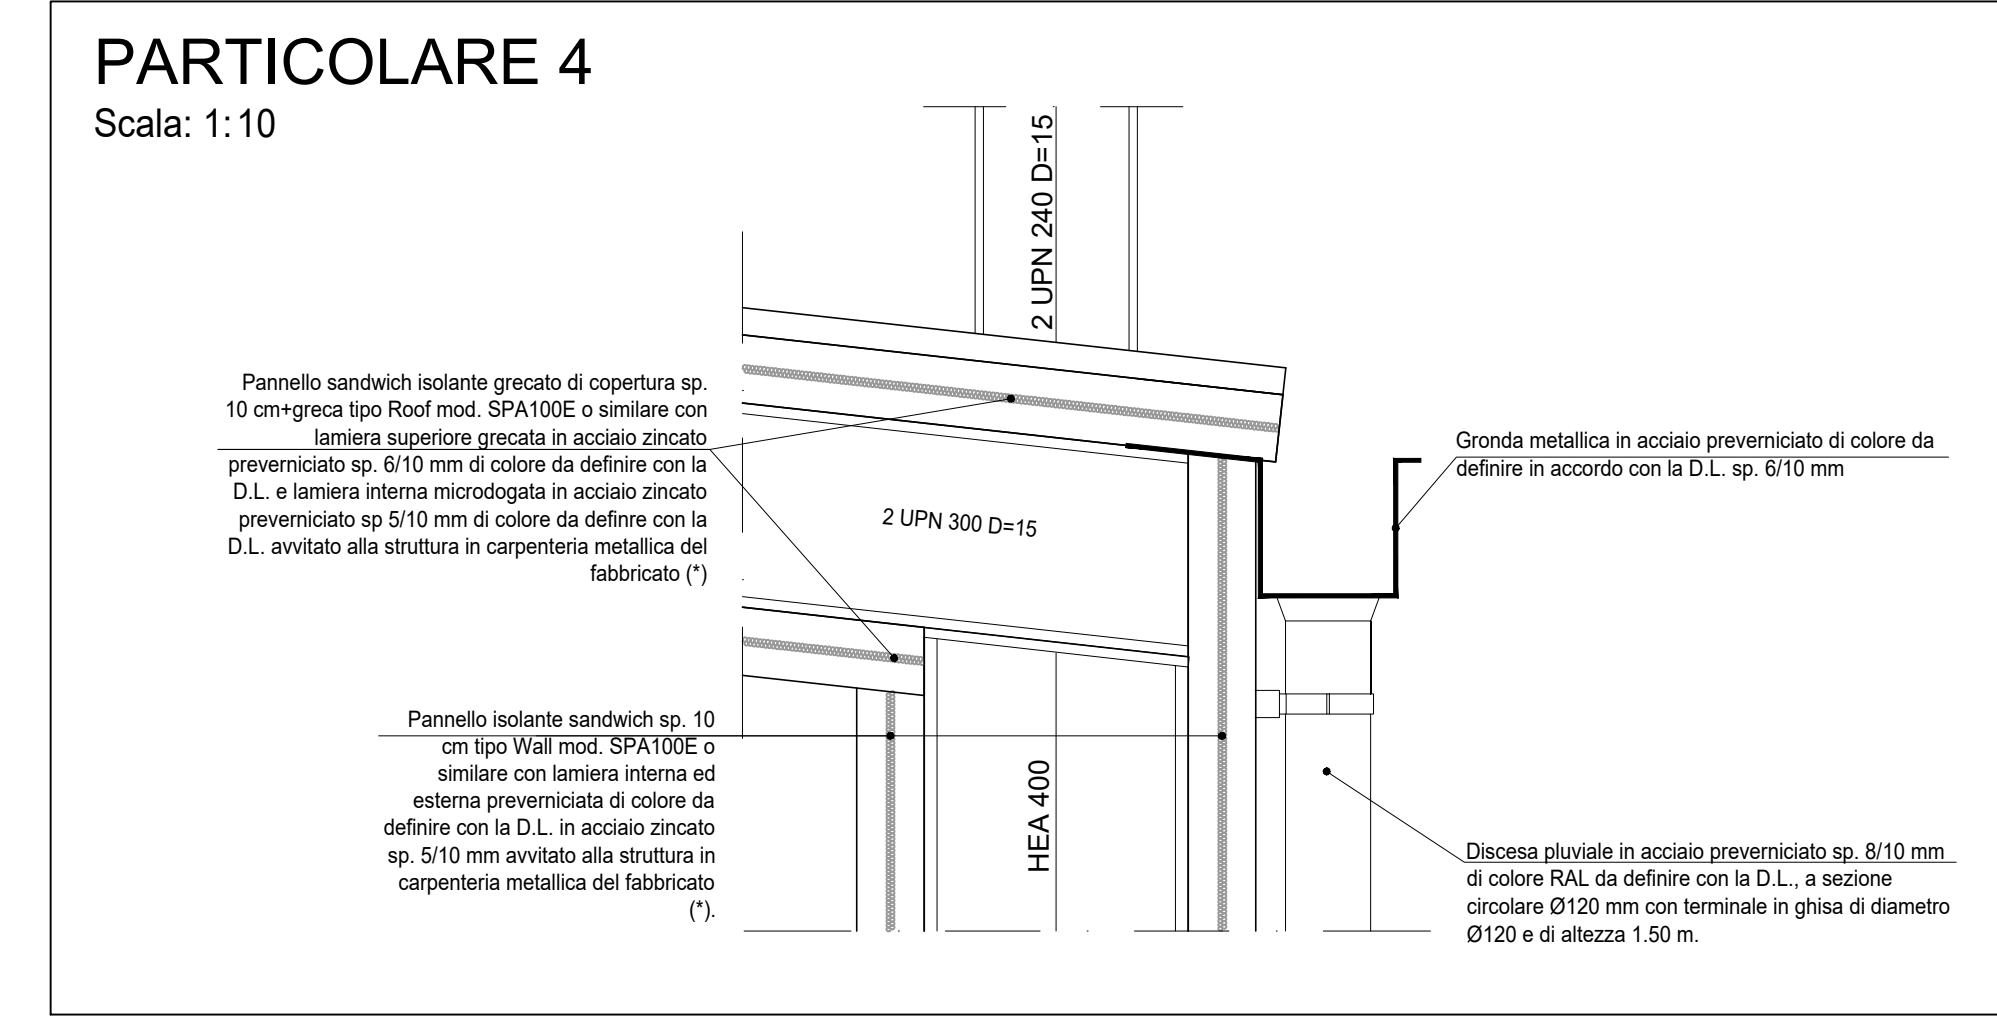 PARTICOLARE 4
Scala: 1:10
2 UPN 240 D=15
Pannello sandwich isolante grecato di copertura sp.
10 cm+greca tipo Roof mod. SPA100E o similare con
lamiera superiore grecata in acciaio zincato
preverniciato sp. 6/10 mm di colore da definire con la
D.L. e lamiera interna microdogata in acciaio zincato
preverniciato sp 5/10 mm di colore da definre con la
D.L. avvitato alla struttura in carpenteria metallica del
fabbricato (*)
Gronda metallica in acciaio preverniciato di colore da
definire in accordo con la D.L. sp. 6/10 mm
2 UPN 300 D=15
Pannello isolante sandwich sp. 10
cm tipo Wall mod. SPA100E o
similare con lamiera interna ed
esterna preverniciata di colore da
definire con la D.L. in acciaio zincato
sp. 5/10 mm avvitato alla struttura in
carpenteria metallica del fabbricato
(*).
HEA 400
Discesa pluviale in acciaio preverniciato sp. 8/10 mm
di colore RAL da definire con la D.L., a sezione
circolare Ø120 mm con terminale in ghisa di diametro
Ø120 e di altezza 1.50 m.